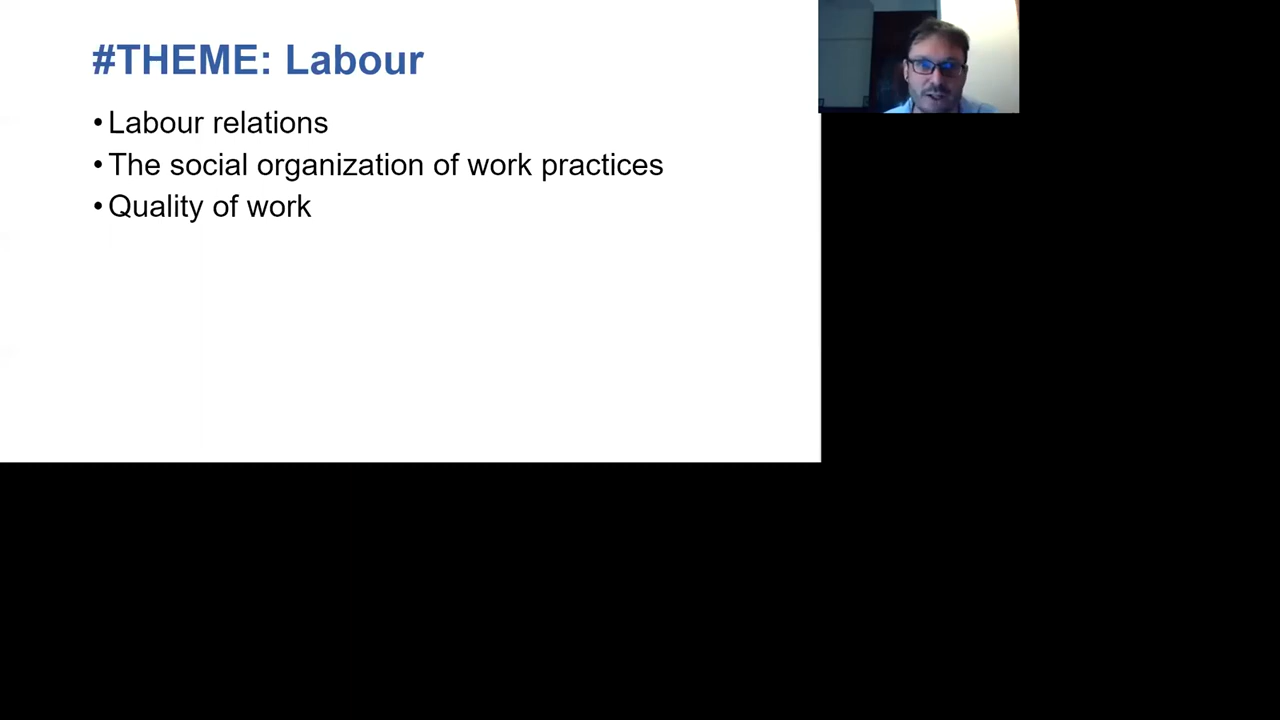 #THEME: Labour
•Labour relations
•The social organization of work practices
•Quality of work